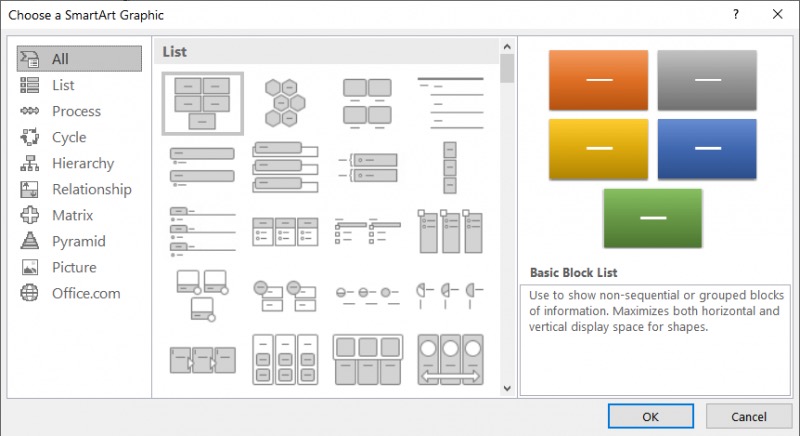 Choose a SmartArt Graphic
?
All
List
Process
Cycle
Hierarchy
Relationship
Matrix
Pyramid
Picture
Office.com
List
Basic Block List
Use to show non-sequential or grouped blocks
of information. Maximizes both horizontal and
vertical display space for shapes.
OK
Cancel